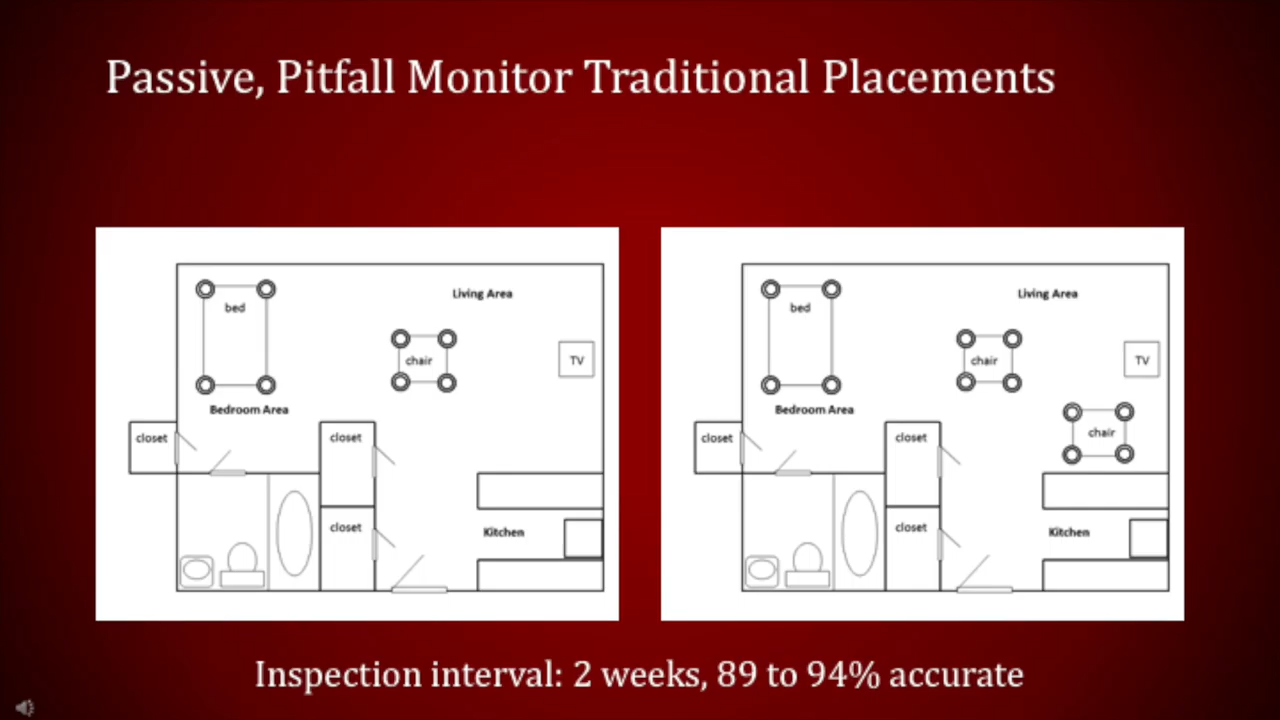 Passive, Pitfall Monitor Traditional Placements
Living Area
bed
chair
TV
Bedroom Area
closet
closet
closet
Kitchen
Living Area
bed
chair
TV
Bedroom Area
chair
closet
closet
closet
Kitchen
Inspection interval: 2 weeks, 89 to 94% accurate